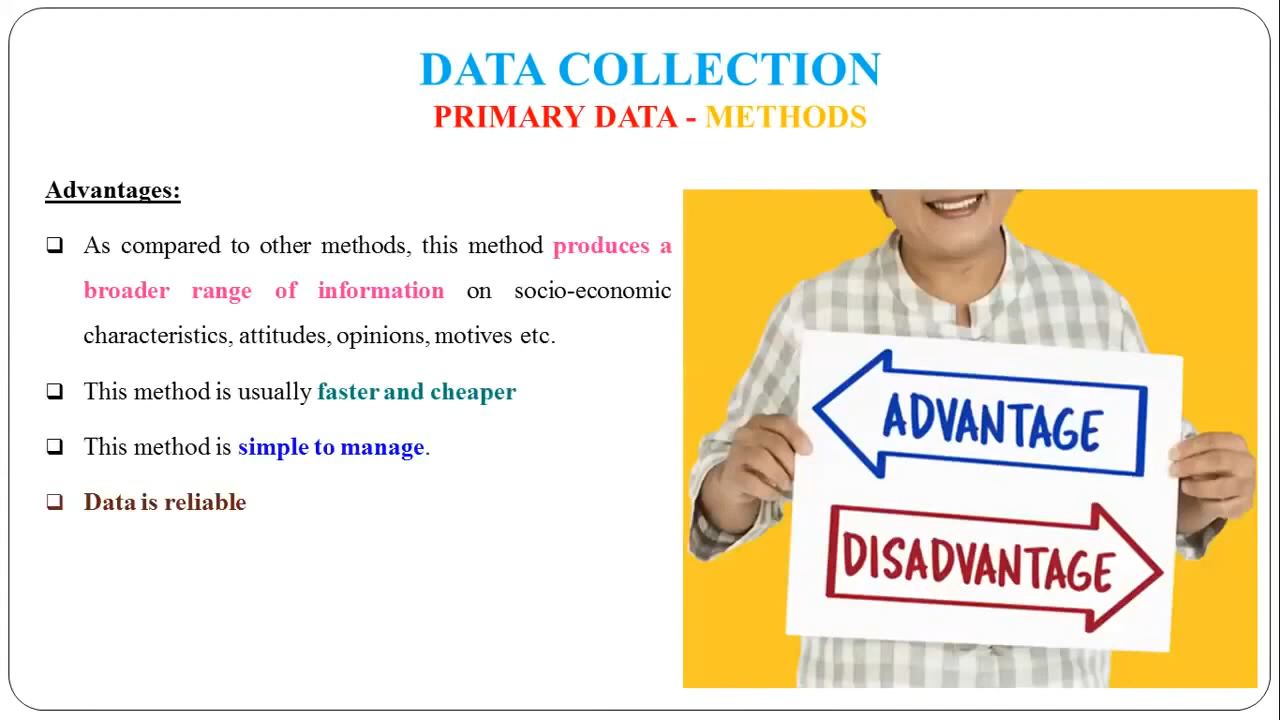 DATA COLLECTION
PRIMARY DATA - METHODS
Advantages:
As compared to other methods, this method produces a
broader range of information on socio-economic
characteristics, attitudes, opinions, motives etc.
This method is usually faster and cheaper
This method is simple to manage.
Data is reliable
ADVANTAGE
DISADVANTAGE